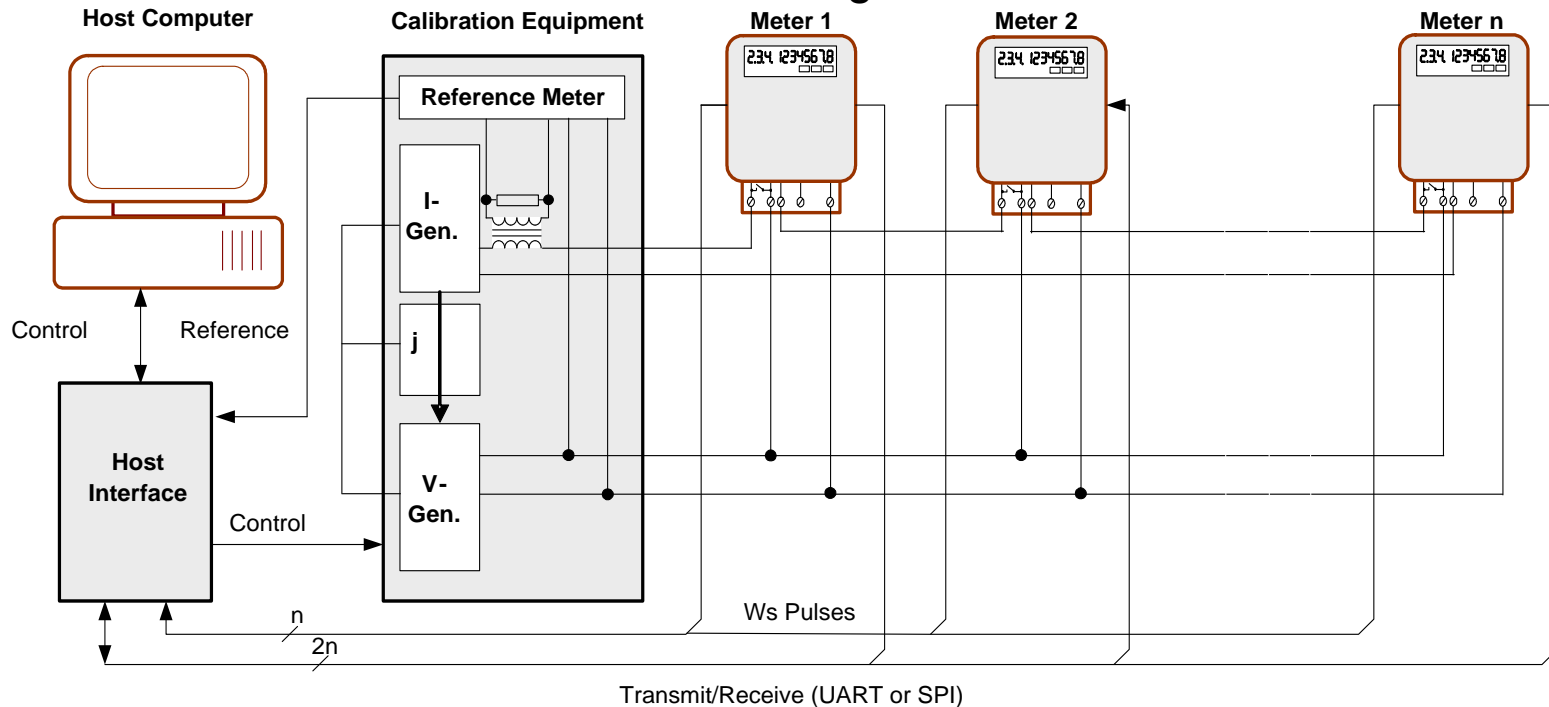 Host Computer
Calibration Equipment
Meter 1
Meter 2
Meter n
2.3.4. 12345678
2.3.4. 12345678
2.3.4. 12345678
Reference Meter
I-
Gen.
Control
Reference
j
Host
Interface
V-
Gen.
Control
n
Ws Pulses
2n
Transmit/Receive (UART or SPI)